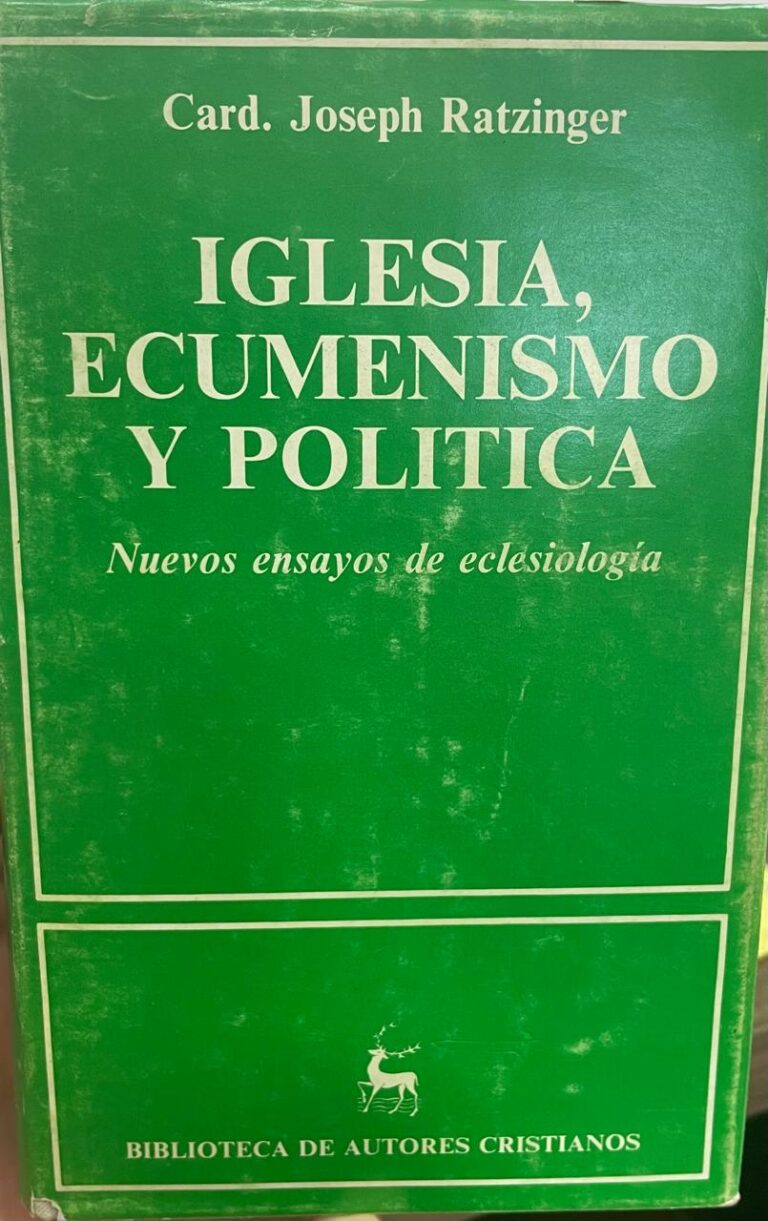 Card. Joseph Ratzinger
IGLESIA,
ECUMENISMO
Y POLITICA
Nuevos ensayos de eclesiología
BIBLIOTECA DE AUTORES CRISTIANOS